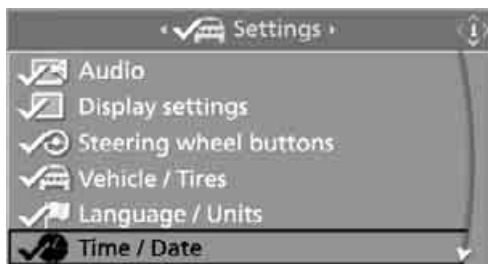 Settings
Audio
Display settings
Steering wheel buttons
Vehicle / Tires
Language / Units
Time / Date